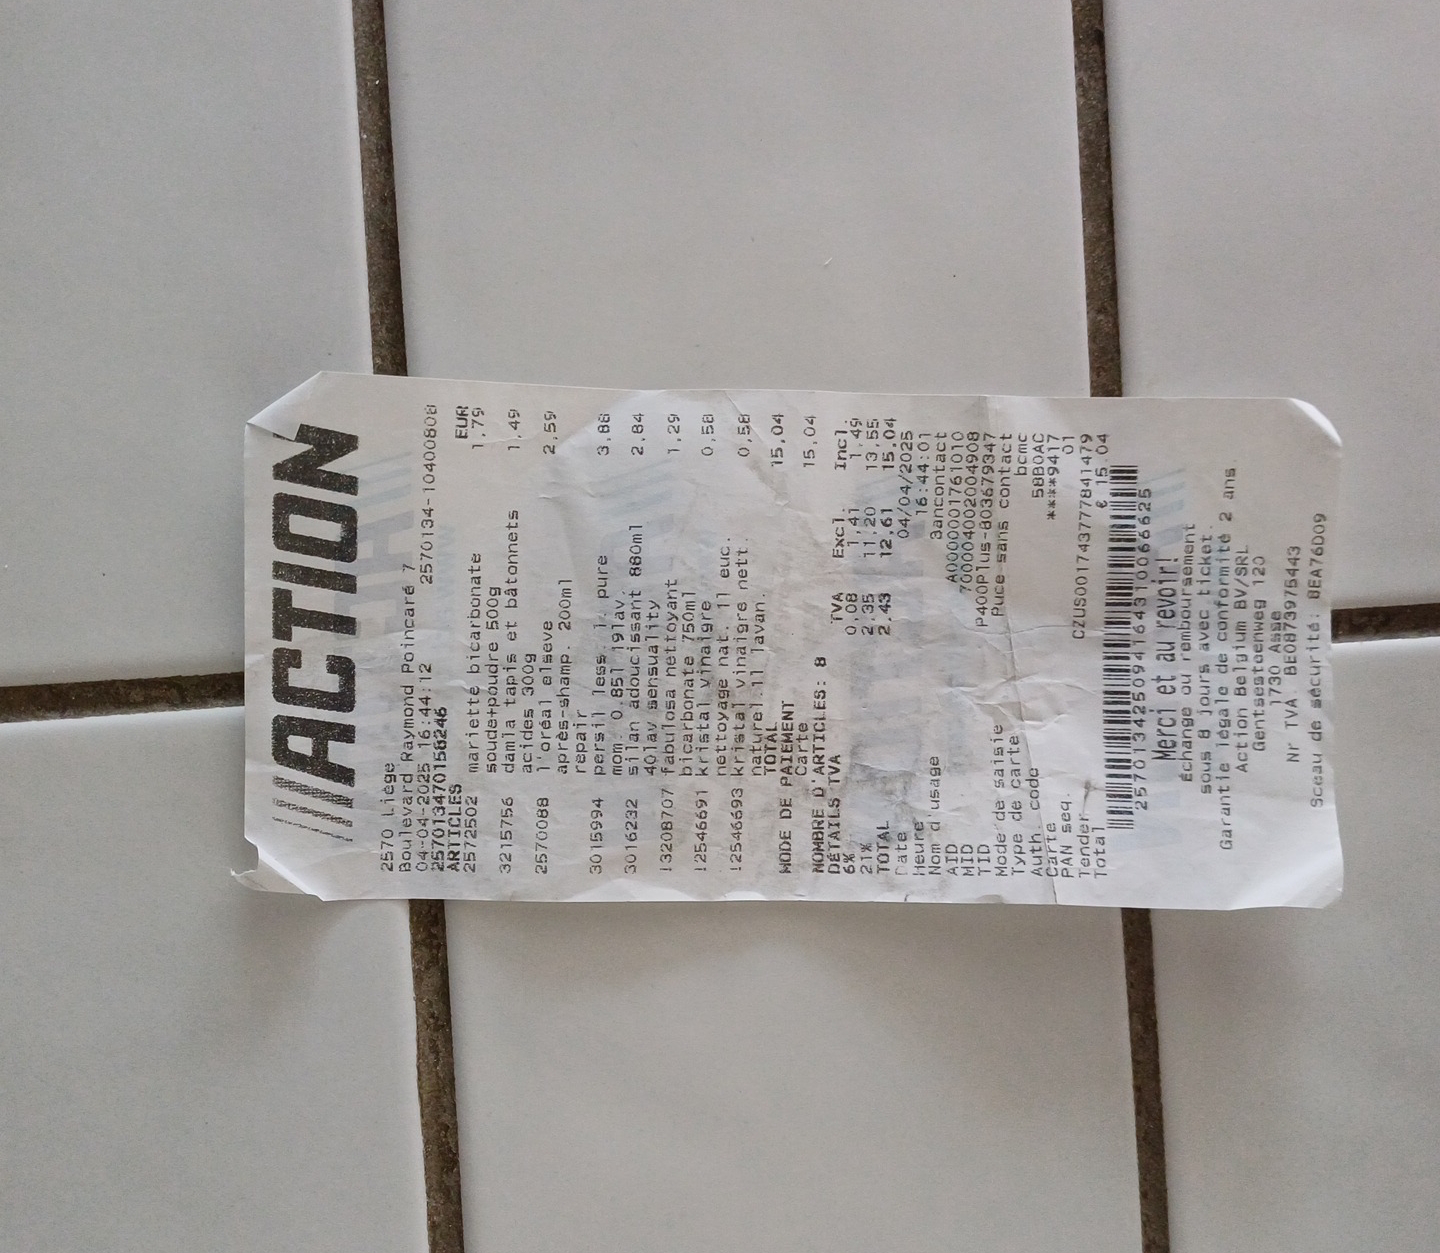 ACTION
2570 Liège
Boulevard Raymond Poincaré 7
04-04-2025 16:44:12 2570134-10400808
2570134701568246
ARTICLES EUR
2572502 mariette bicarbonate 1,79
soude+poudre 500g
3215756 damla tapis et bâtonnets 1,49
acides 300g
2570088 l'oréal elseve 2,59
après-shamp. 200ml
repair
3015994 persil less. l. pure 3,88
mom. 0.85l 19lav.
3016232 silan adoucissant 880ml 2,84
40lav sensuality
13208707 fabulosa nettoyant 1,29
bicarbonate 750ml
12546691 kristal vinaigre 0,58
nettoyage nat. 1l euc.
12546693 kristal vinaigre nett. 0,58
naturel 1l lavan.
TOTAL 15,04
MODE DE PAIEMENT
Carte 15,04
NOMBRE D'ARTICLES: 8
DÉTAILS TVA TVA Excl. Incl.
6% 0,08 1,41 1,49
21% 2,35 11,20 13,55
TOTAL 2,43 12,61 15,04
Date 04/04/2025
Heure 16:44:01
Nom d'usage Bancontact
AID A0000001761010
MID 700004002004908
TID P400Plus-803679347
Mode de saisie Puce sans contact
Type de carte bcmc
Auth. code 58B0AC
Carte ****9417
PAN seq. 01
Tender CZUS001743777841479
Total € 15.04
25701342509416431006​6625
Merci et au revoir!
Échange ou remboursement
sous 8 jours avec ticket.
Garantie légale de conformité 2 ans.
Action Belgium BV/SRL
Gentsesteenweg 120
1730 Asse
Nr TVA BE0873975443
Sceau de sécurité: 8EA76D09